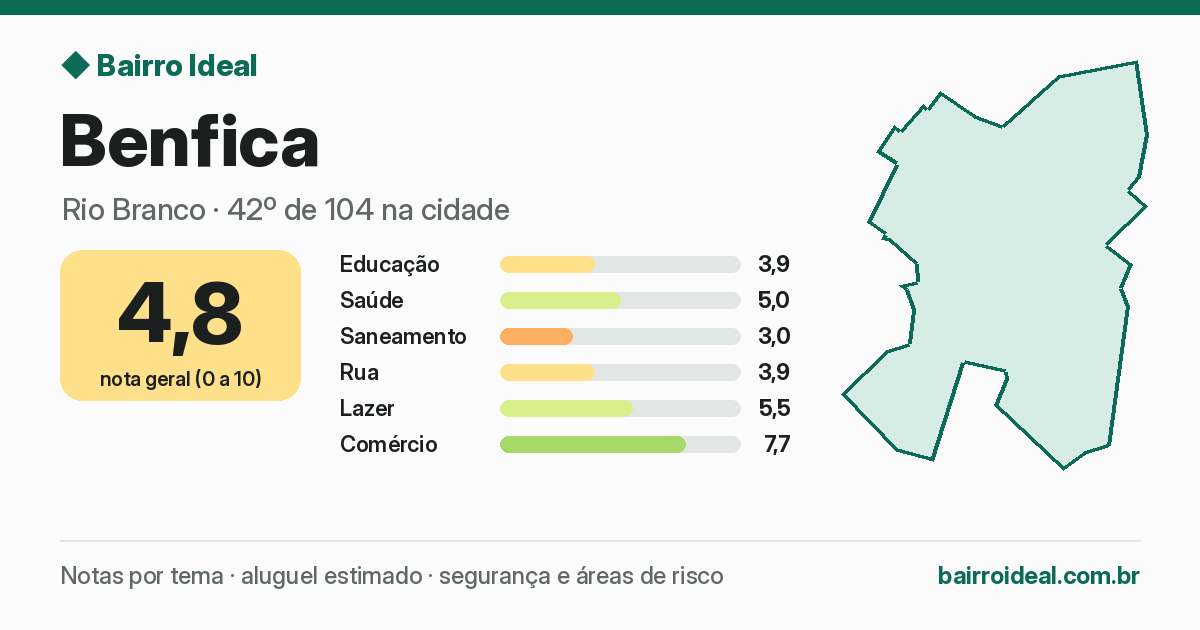 Bairro Ideal
Benfica
Rio Branco · 42º de 104 na cidade
4,8
nota geral (0 a 10)
Educação 3,9
Saúde 5,0
Saneamento 3,0
Rua 3,9
Lazer 5,5
Comércio 7,7
Notas por tema · aluguel estimado · segurança e áreas de risco
bairroideal.com.br